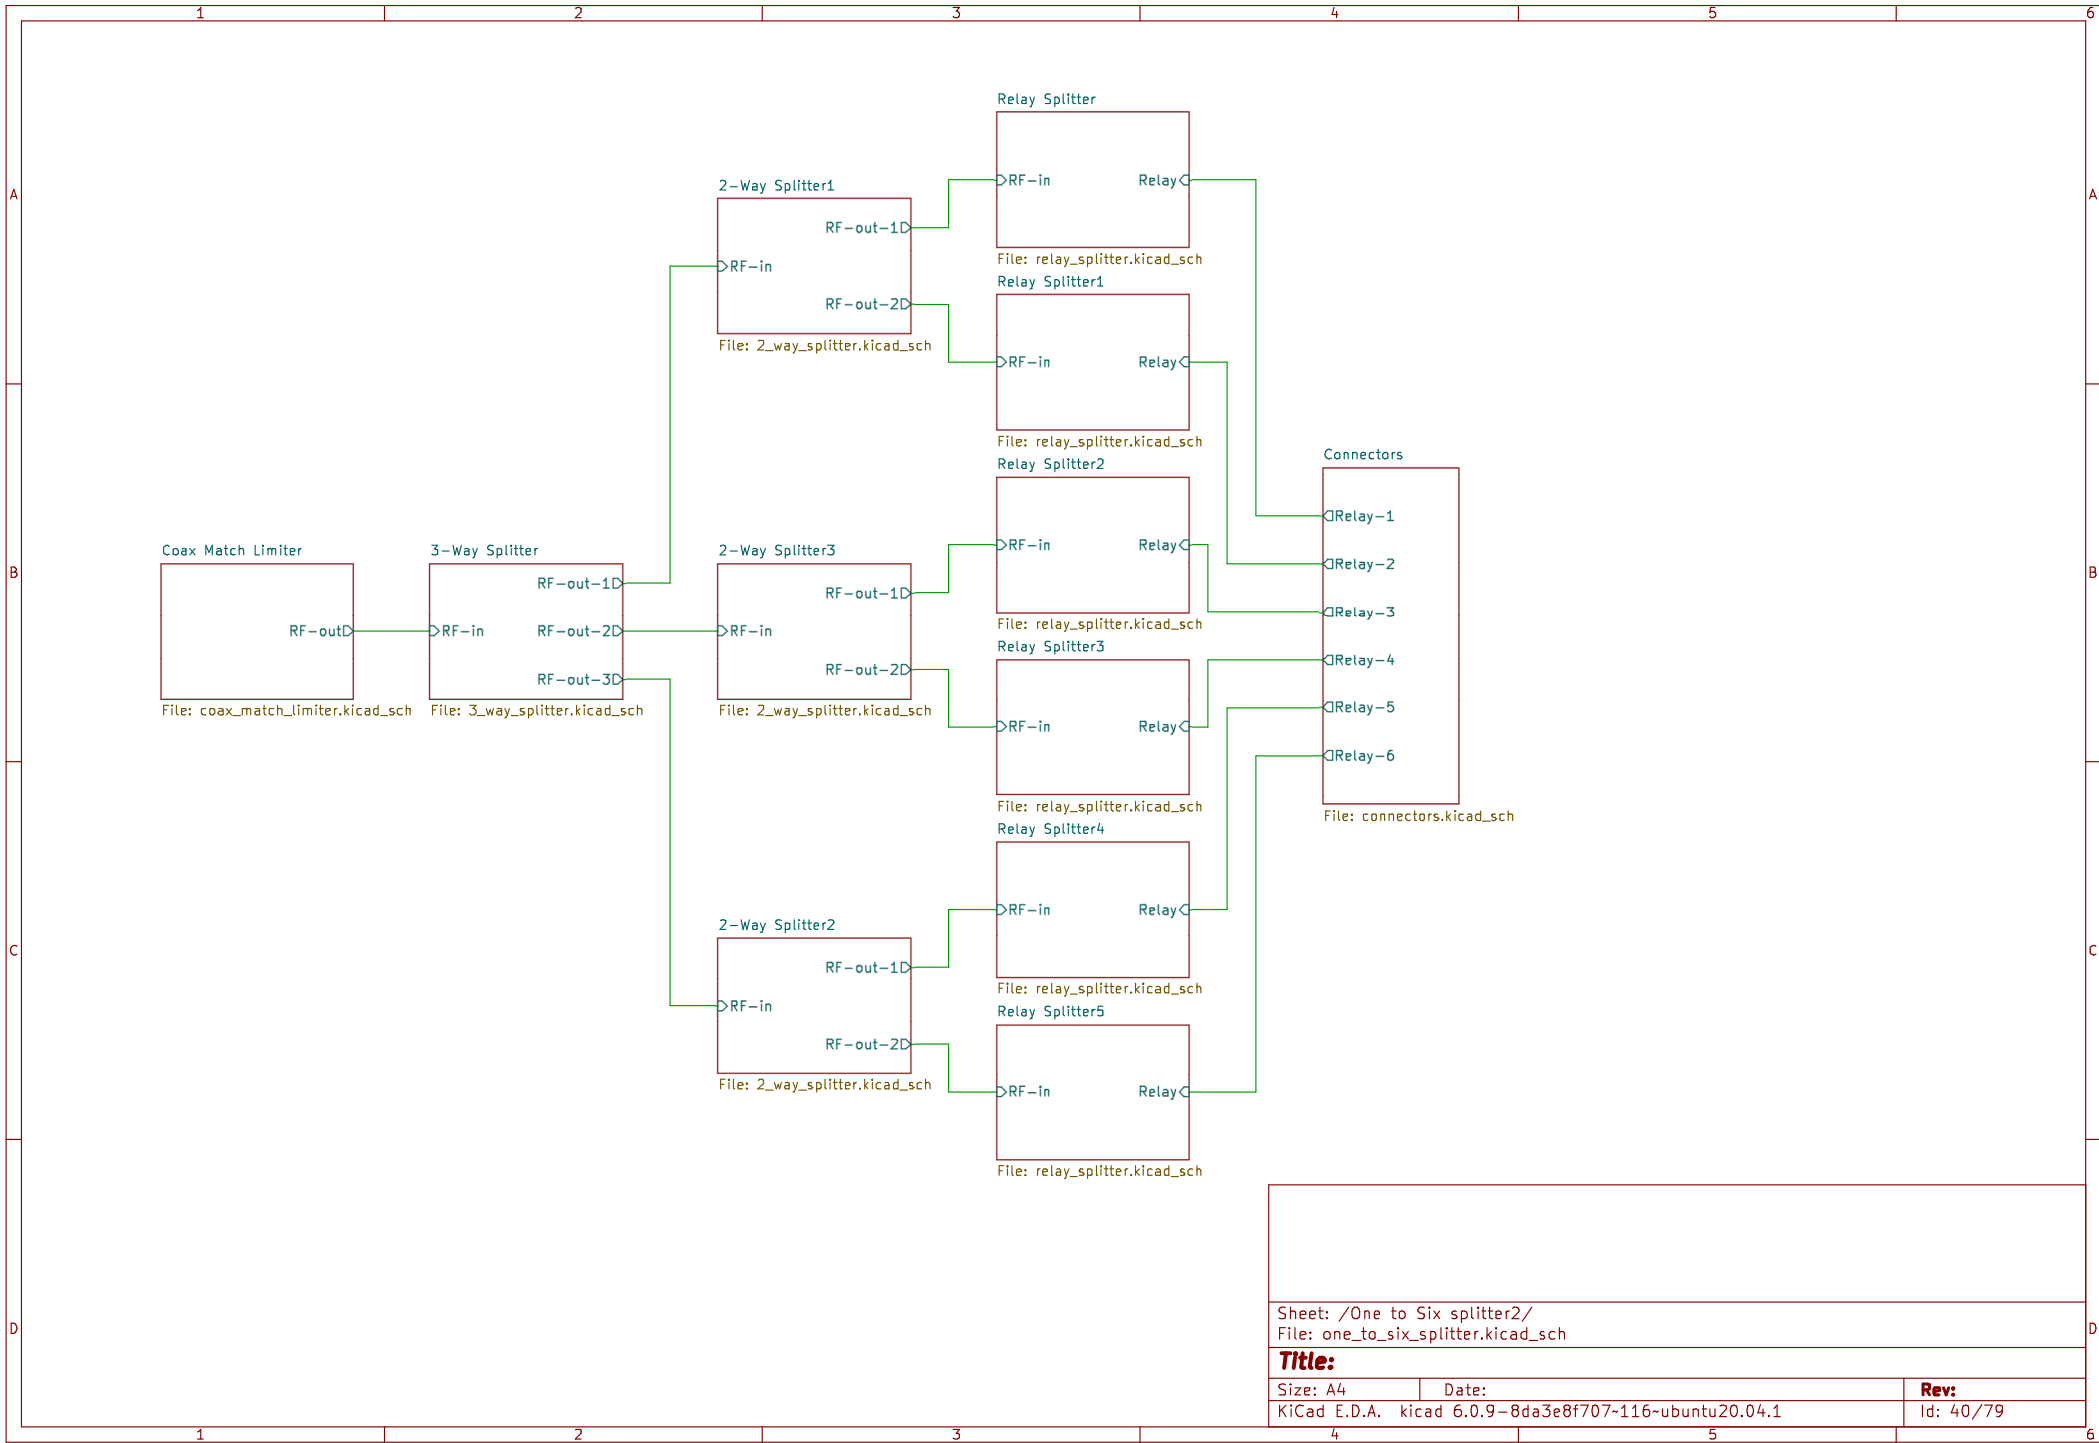 1 2 3 4 5 6
A A
B B
C C
D D
Coax Match Limiter
RF-out
File: coax_match_limiter.kicad_sch
3-Way Splitter
RF-out-1
RF-in RF-out-2
RF-out-3
File: 3_way_splitter.kicad_sch
2-Way Splitter1
RF-out-1
RF-in
RF-out-2
File: 2_way_splitter.kicad_sch
2-Way Splitter3
RF-out-1
RF-in
RF-out-2
File: 2_way_splitter.kicad_sch
2-Way Splitter2
RF-out-1
RF-in
RF-out-2
File: 2_way_splitter.kicad_sch
Relay Splitter
RF-in Relay
File: relay_splitter.kicad_sch
Relay Splitter1
RF-in Relay
File: relay_splitter.kicad_sch
Relay Splitter2
RF-in Relay
File: relay_splitter.kicad_sch
Relay Splitter3
RF-in Relay
File: relay_splitter.kicad_sch
Relay Splitter4
RF-in Relay
File: relay_splitter.kicad_sch
Relay Splitter5
RF-in Relay
File: relay_splitter.kicad_sch
Connectors
Relay-1
Relay-2
Relay-3
Relay-4
Relay-5
Relay-6
File: connectors.kicad_sch
Sheet: /One to Six splitter2/
File: one_to_six_splitter.kicad_sch
Title:
Size: A4 Date: Rev:
KiCad E.D.A. kicad 6.0.9-8da3e8f707~116~ubuntu20.04.1 Id: 40/79
1 2 3 4 5 6